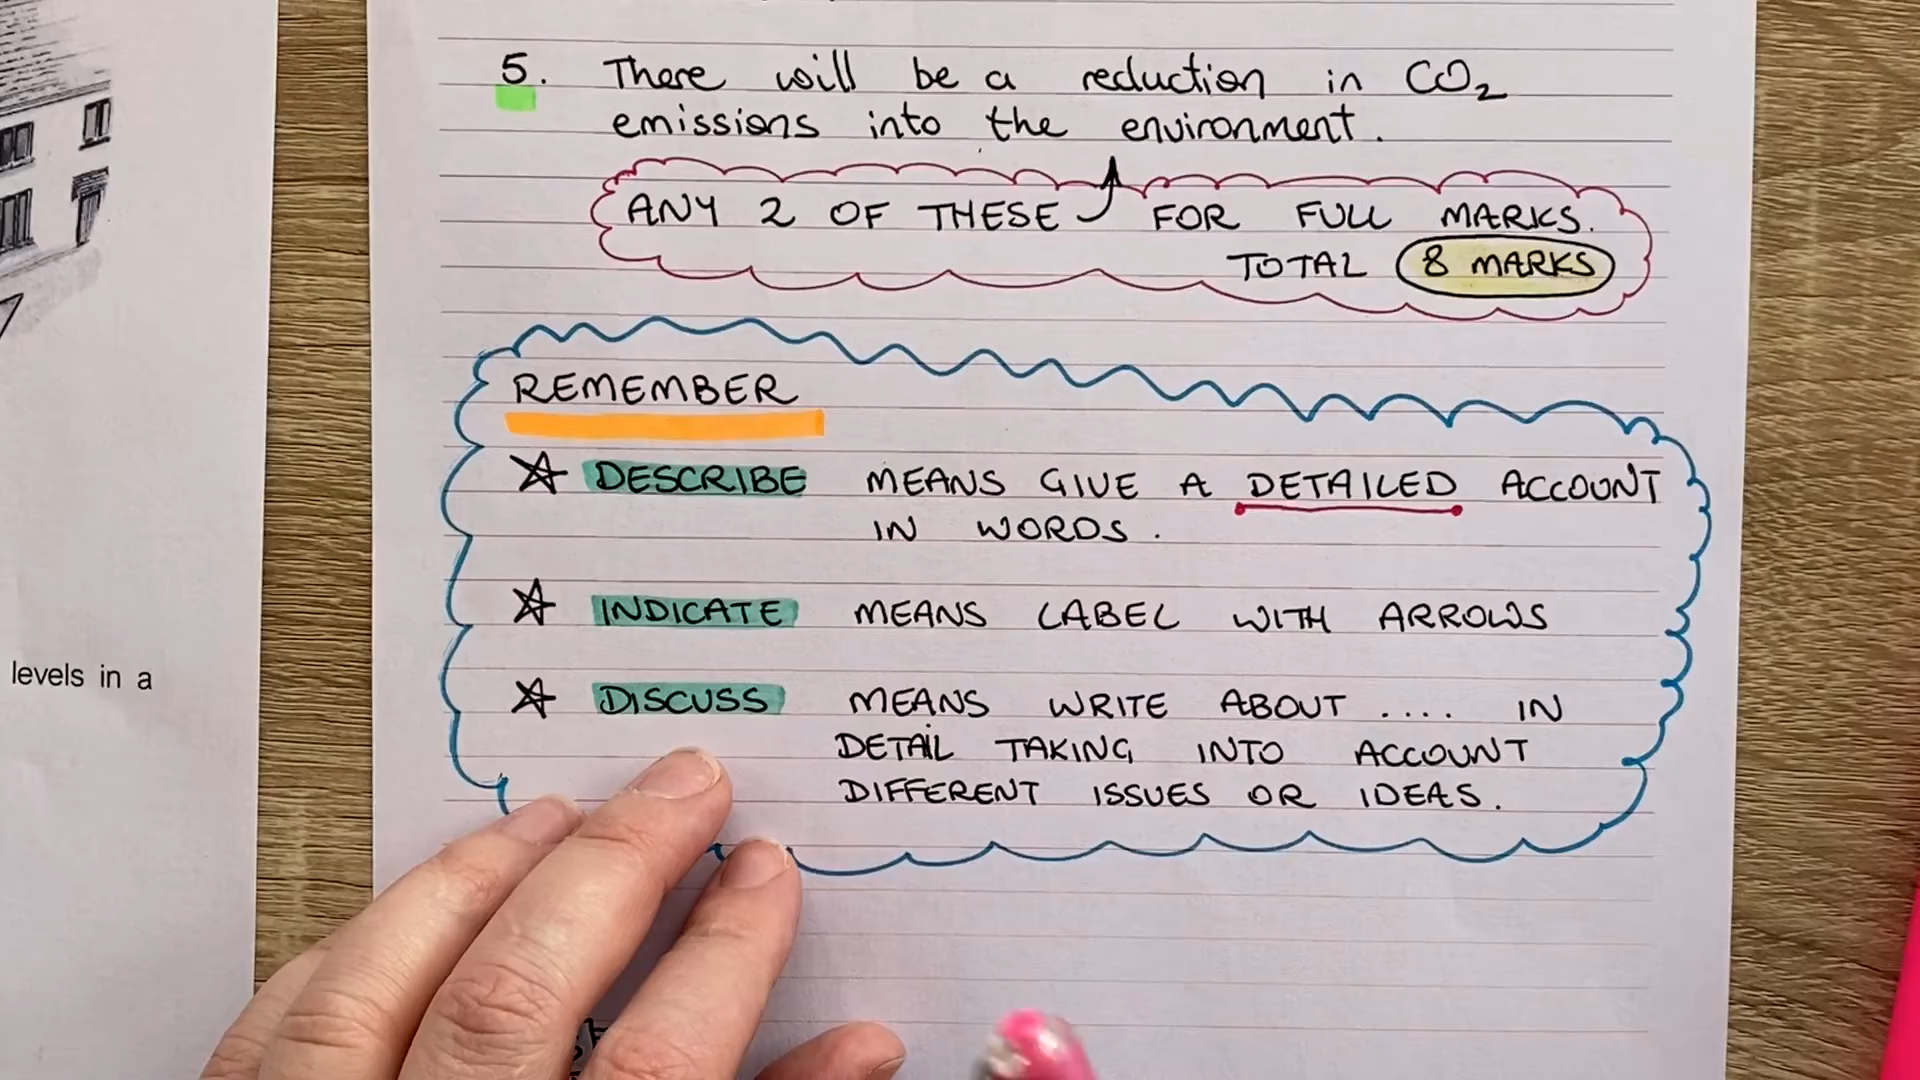 5. There will be a reduction in CO₂
emissions into the environment.
ANY 2 OF THESE FOR FULL MARKS.
TOTAL 8 MARKS
REMEMBER
DESCRIBE MEANS GIVE A DETAILED ACCOUNT
IN WORDS.
INDICATE MEANS LABEL WITH ARROWS
DISCUSS MEANS WRITE ABOUT .... IN
DETAIL TAKING INTO ACCOUNT
DIFFERENT ISSUES OR IDEAS.
levels in a